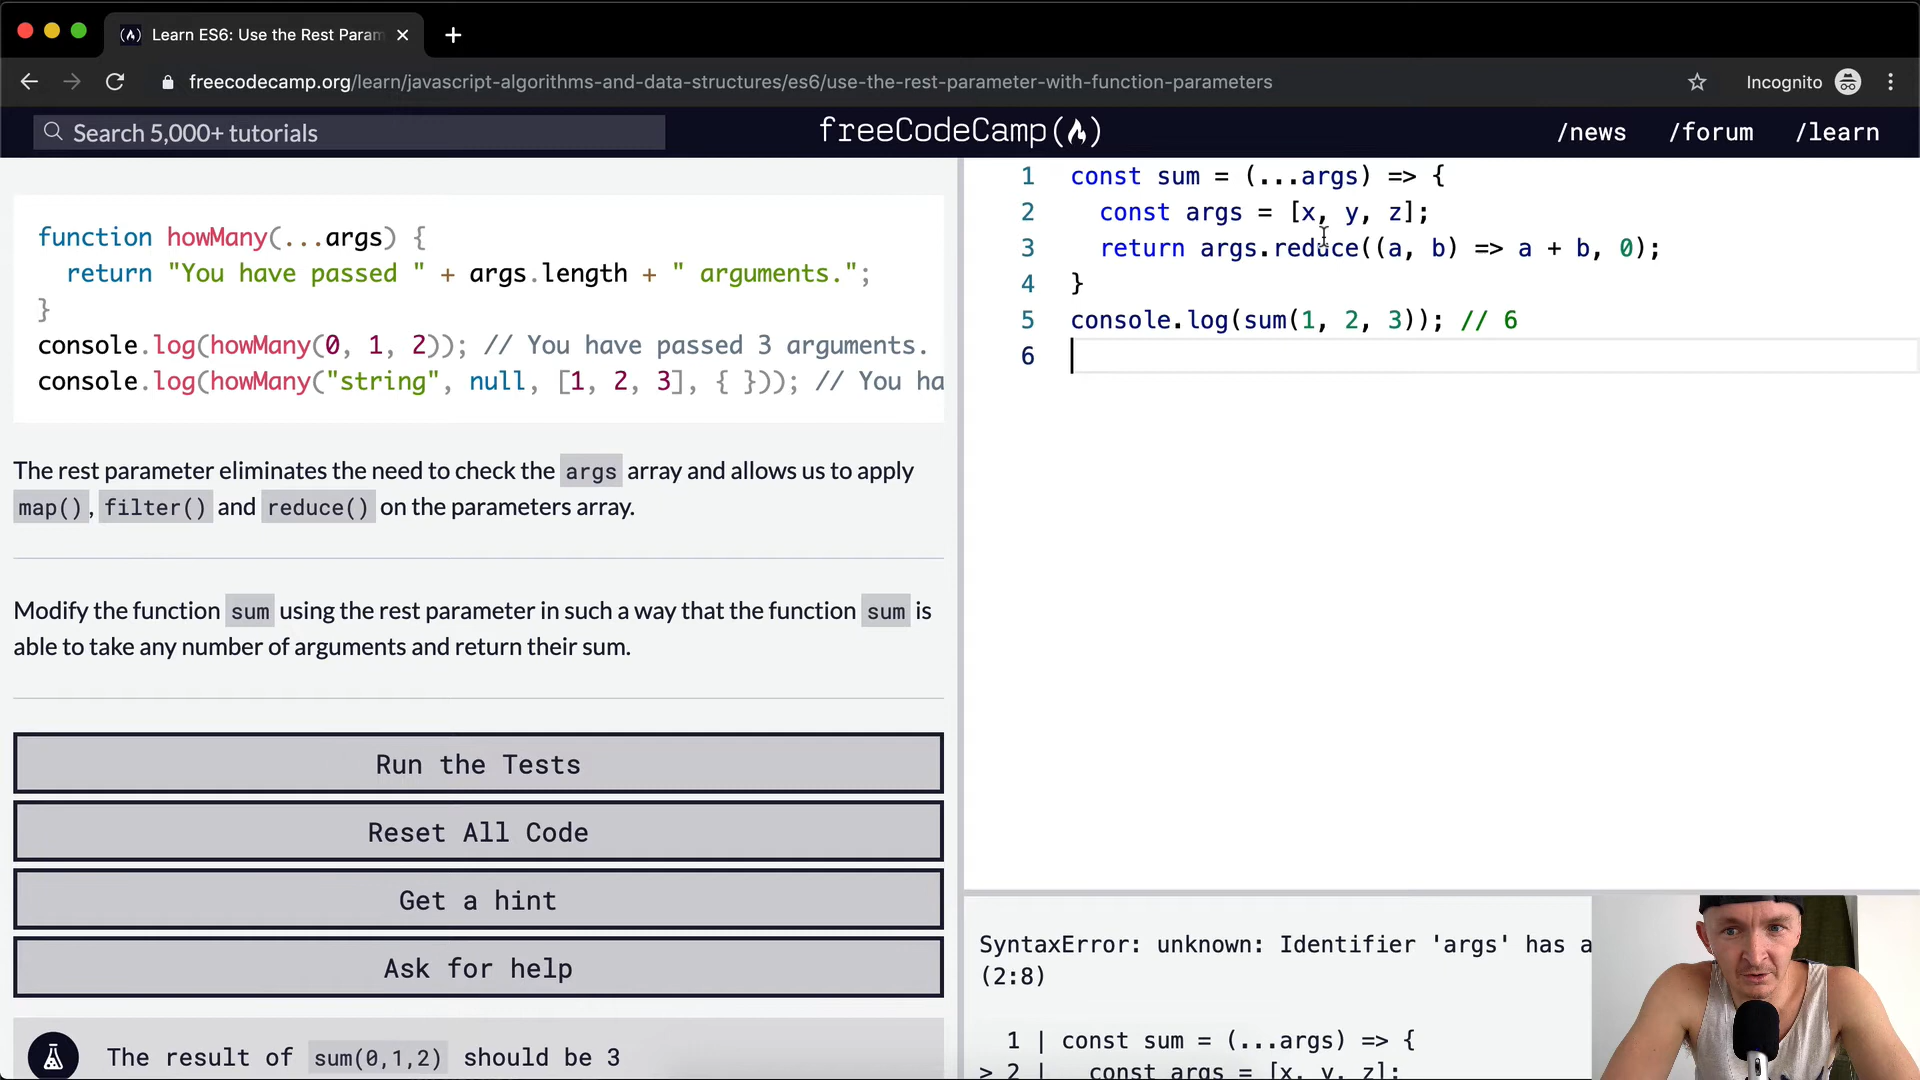 Learn ES6: Use the Rest Param
freecodecamp.org/learn/javascript-algorithms-and-data-structures/es6/use-the-rest-parameter-with-function-parameters
Incognito
Search 5,000+ tutorials
freeCodeCamp(🔥)
/news /forum /learn
function howMany(...args) {
return "You have passed " + args.length + " arguments.";
}
console.log(howMany(0, 1, 2)); // You have passed 3 arguments.
console.log(howMany("string", null, [1, 2, 3], { })); // You ha
The rest parameter eliminates the need to check the args array and allows us to apply
map(), filter() and reduce() on the parameters array.
Modify the function sum using the rest parameter in such a way that the function sum is
able to take any number of arguments and return their sum.
Run the Tests
Reset All Code
Get a hint
Ask for help
The result of sum(0,1,2) should be 3
1 const sum = (...args) => {
2 const args = [x, y, z];
3 return args.reduce((a, b) => a + b, 0);
4 }
5 console.log(sum(1, 2, 3)); // 6
6
SyntaxError: unknown: Identifier 'args' has a
(2:8)
1 | const sum = (...args) => {
> 2 | const args = [x, y, z];